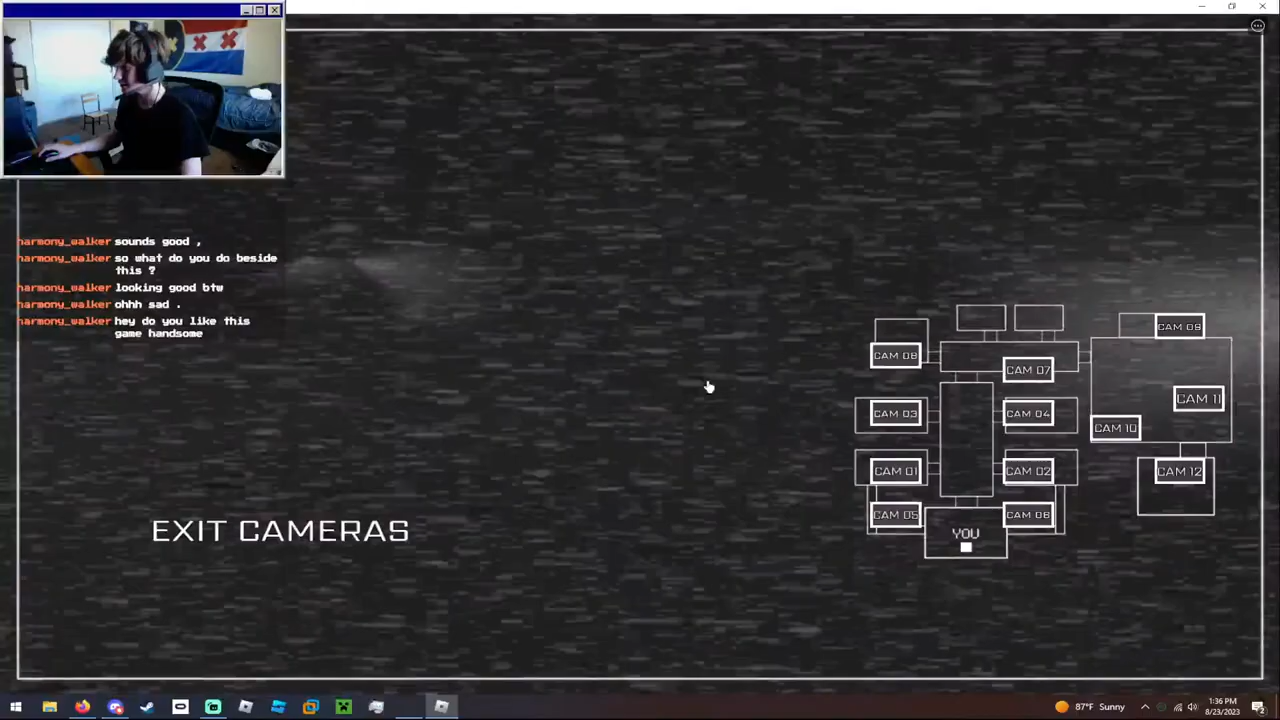 harmony_walker sounds good ,
harmony_walker so what do you do beside
this ?
harmony_walker looking good btw
harmony_walker ohhh sad .
harmony_walker hey do you like this
game handsome
CAM 09
CAM 08
CAM 07
CAM 11
CAM 03
CAM 04
CAM 10
CAM 01
CAM 02
CAM 12
CAM 05
CAM 06
EXIT CAMERAS
YOU
87°F Sunny
1:36 PM
8/23/2023